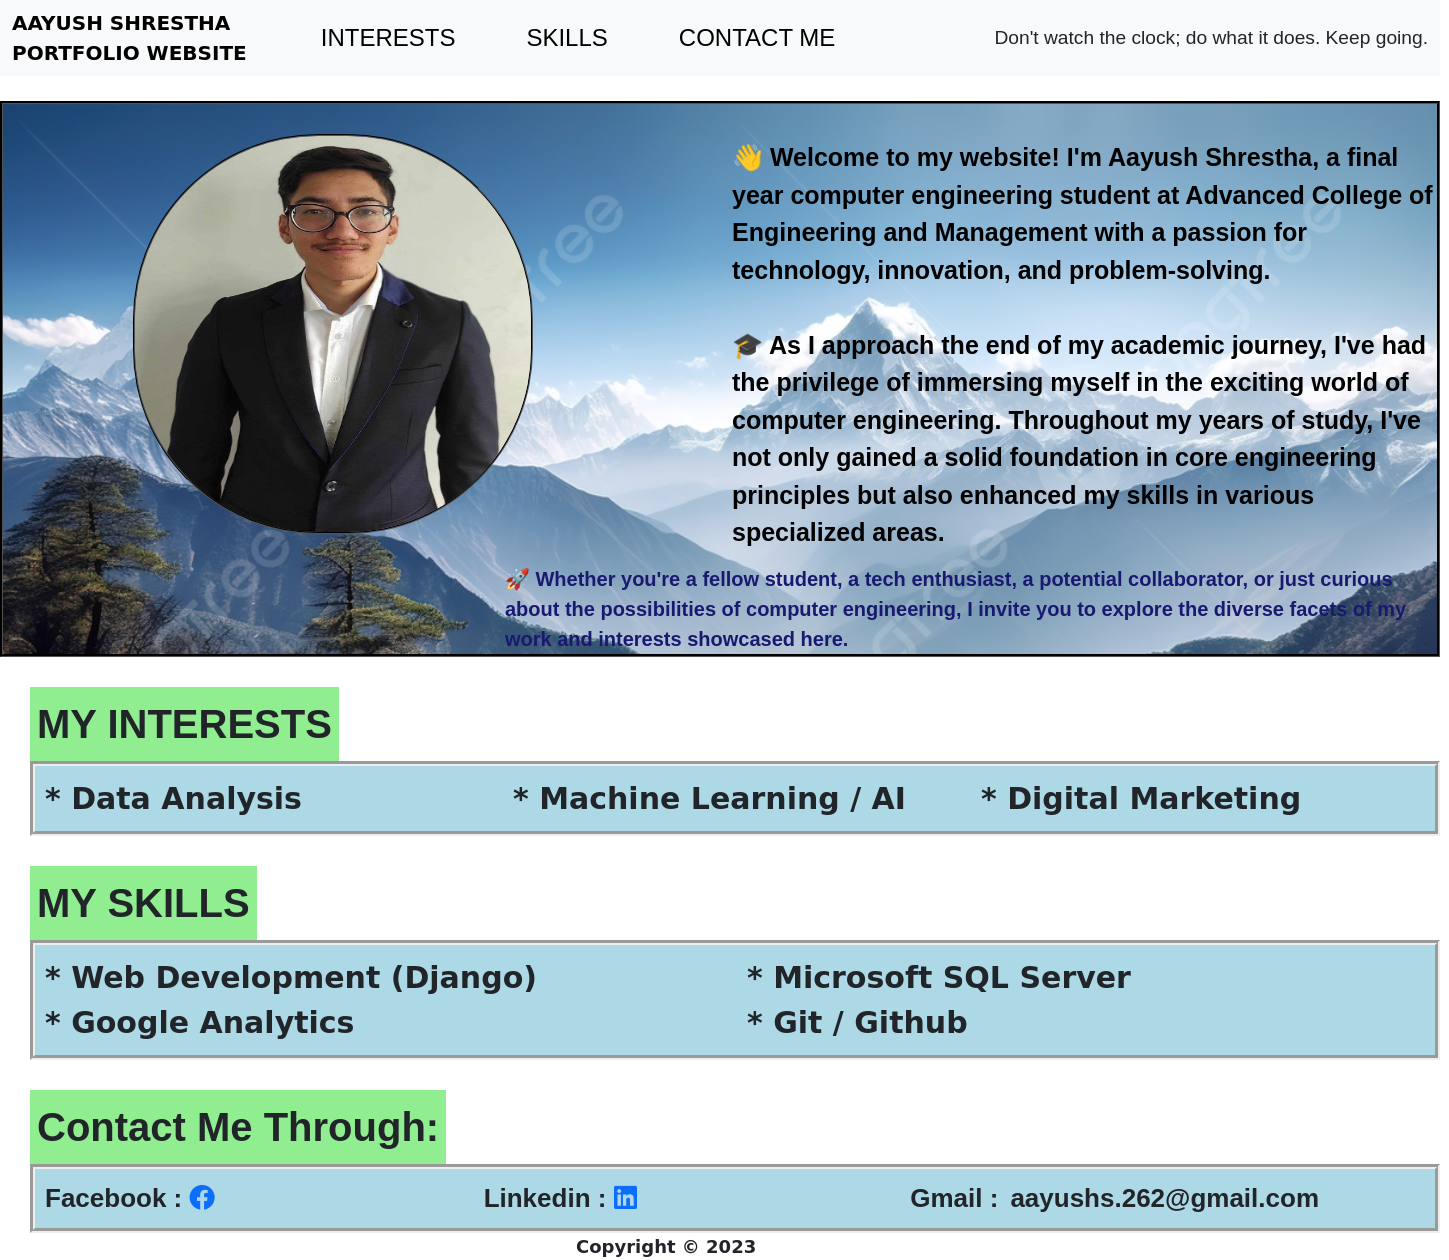 AAYUSH SHRESTHA
PORTFOLIO WEBSITE
INTERESTS SKILLS CONTACT ME
Don't watch the clock; do what it does. Keep going.
👋 Welcome to my website! I'm Aayush Shrestha, a final
year computer engineering student at Advanced College of
Engineering and Management with a passion for
technology, innovation, and problem-solving.
🎓 As I approach the end of my academic journey, I've had
the privilege of immersing myself in the exciting world of
computer engineering. Throughout my years of study, I've
not only gained a solid foundation in core engineering
principles but also enhanced my skills in various
specialized areas.
🚀 Whether you're a fellow student, a tech enthusiast, a potential collaborator, or just curious
about the possibilities of computer engineering, I invite you to explore the diverse facets of my
work and interests showcased here.
MY INTERESTS
* Data Analysis * Machine Learning / AI * Digital Marketing
MY SKILLS
* Web Development (Django) * Microsoft SQL Server
* Google Analytics * Git / Github
Contact Me Through:
Facebook : Linkedin : Gmail : aayushs.262@gmail.com
Copyright © 2023